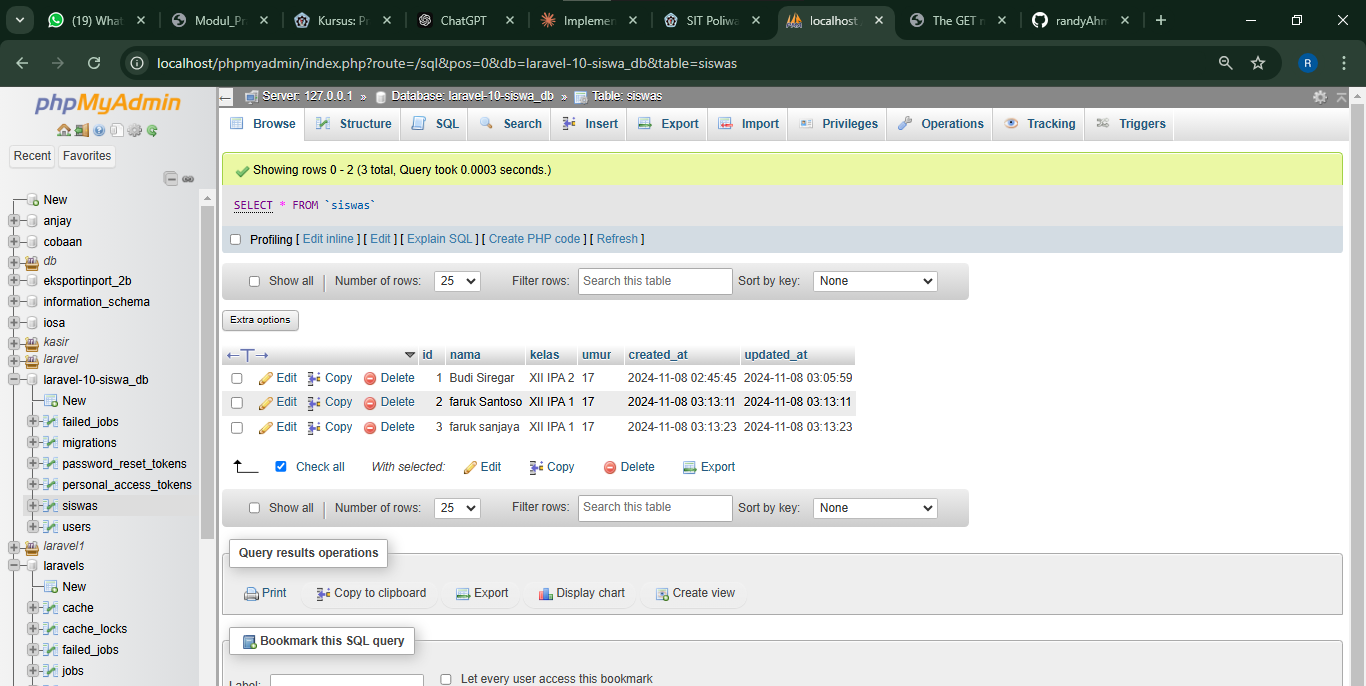 (19) What
Modul_Pr
Kursus: Pr
ChatGPT
Implemen
SIT Poliwa
localhost
The GET r
randyAhm
localhost/phpmyadmin/index.php?route=/sql&pos=0&db=laravel-10-siswa_db&table=siswas
R
phpMyAdmin
Recent Favorites
New
anjay
cobaan
db
eksportinport_2b
information_schema
iosa
kasir
laravel
laravel-10-siswa_db
New
failed_jobs
migrations
password_reset_tokens
personal_access_tokens
siswas
users
laravel1
laravels
New
cache
cache_locks
failed_jobs
jobs
Server: 127.0.0.1 » Database: laravel-10-siswa_db » Table: siswas
Browse Structure SQL Search Insert Export Import Privileges Operations Tracking Triggers
Showing rows 0 - 2 (3 total, Query took 0.0003 seconds.)
SELECT * FROM `siswas`
Profiling [ Edit inline ] [ Edit ] [ Explain SQL ] [ Create PHP code ] [ Refresh ]
Show all | Number of rows: 25 Filter rows: Search this table Sort by key: None
Extra options
←T→ id nama kelas umur created_at updated_at
Edit Copy Delete 1 Budi Siregar XII IPA 2 17 2024-11-08 02:45:45 2024-11-08 03:05:59
Edit Copy Delete 2 faruk Santoso XII IPA 1 17 2024-11-08 03:13:11 2024-11-08 03:13:11
Edit Copy Delete 3 faruk sanjaya XII IPA 1 17 2024-11-08 03:13:23 2024-11-08 03:13:23
Check all With selected: Edit Copy Delete Export
Show all | Number of rows: 25 Filter rows: Search this table Sort by key: None
Query results operations
Print Copy to clipboard Export Display chart Create view
Bookmark this SQL query
Label: Let every user access this bookmark